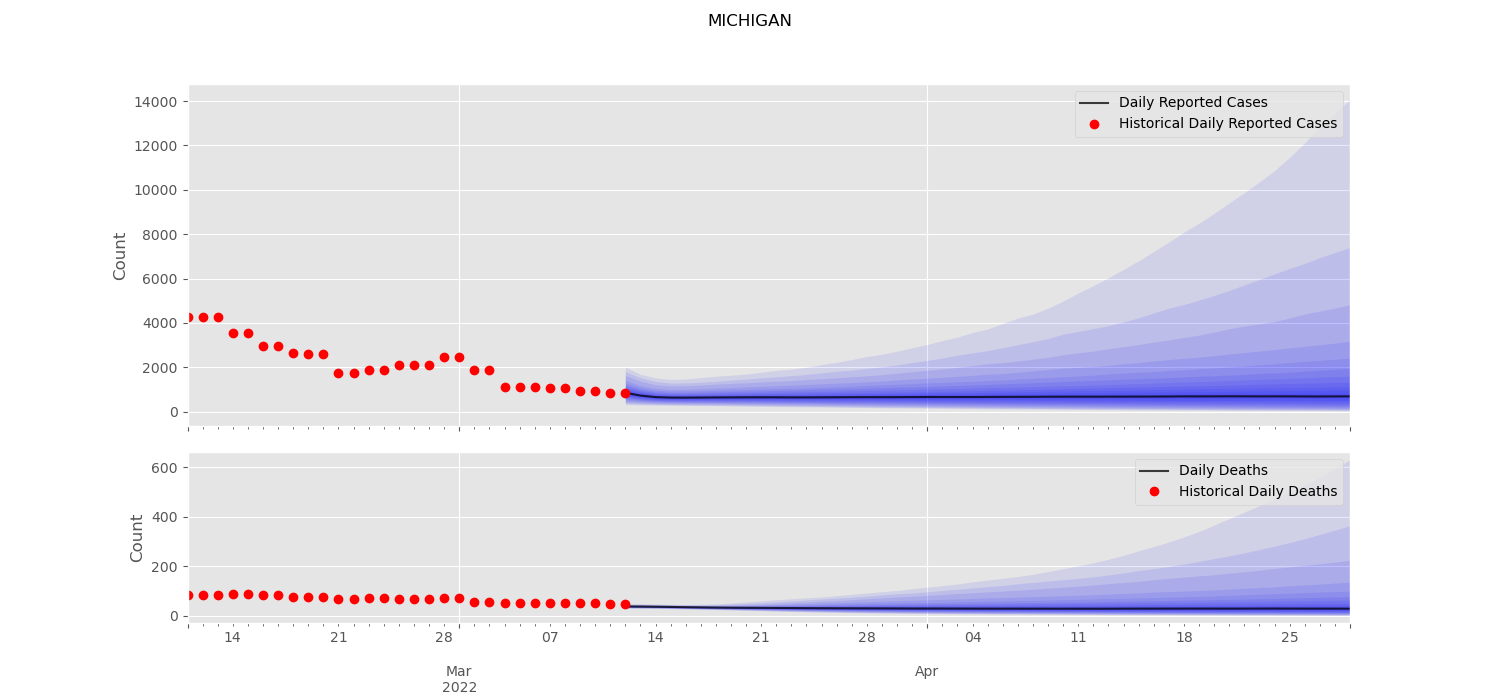 MICHIGAN
14000
12000
10000
8000
6000
4000
2000
0
Count
Daily Reported Cases
Historical Daily Reported Cases
600
400
200
0
Count
Daily Deaths
Historical Daily Deaths
14 21 28 07 14 21 28 04 11 18 25
Mar Apr
2022